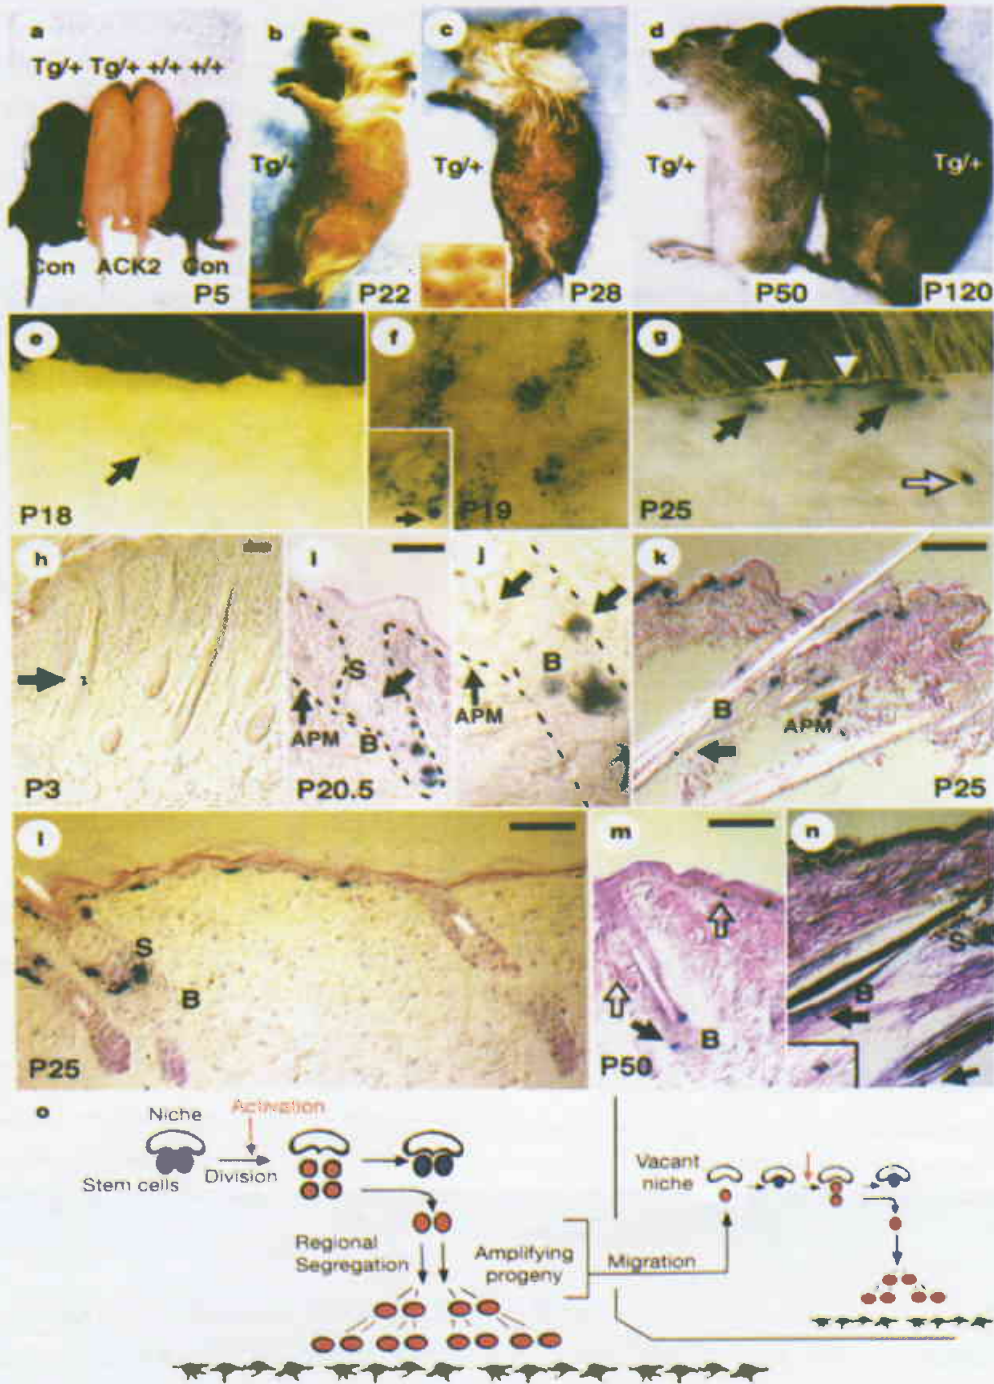 a
Tg/+ Tg/+ +/+ +/+
Con ACK2 Con
P5
b
Tg/+
P22
c
Tg/+
P28
d
Tg/+
Tg/+
P50
P120
e
P18
f
P19
g
P25
h
P3
i
S
APM
B
P20.5
j
B
APM
k
B
APM
P25
l
S
B
P25
m
B
P50
n
S
B
o
Niche
Activation
Stem cells
Division
Regional
Segregation
Amplifying
progeny
Migration
Vacant
niche